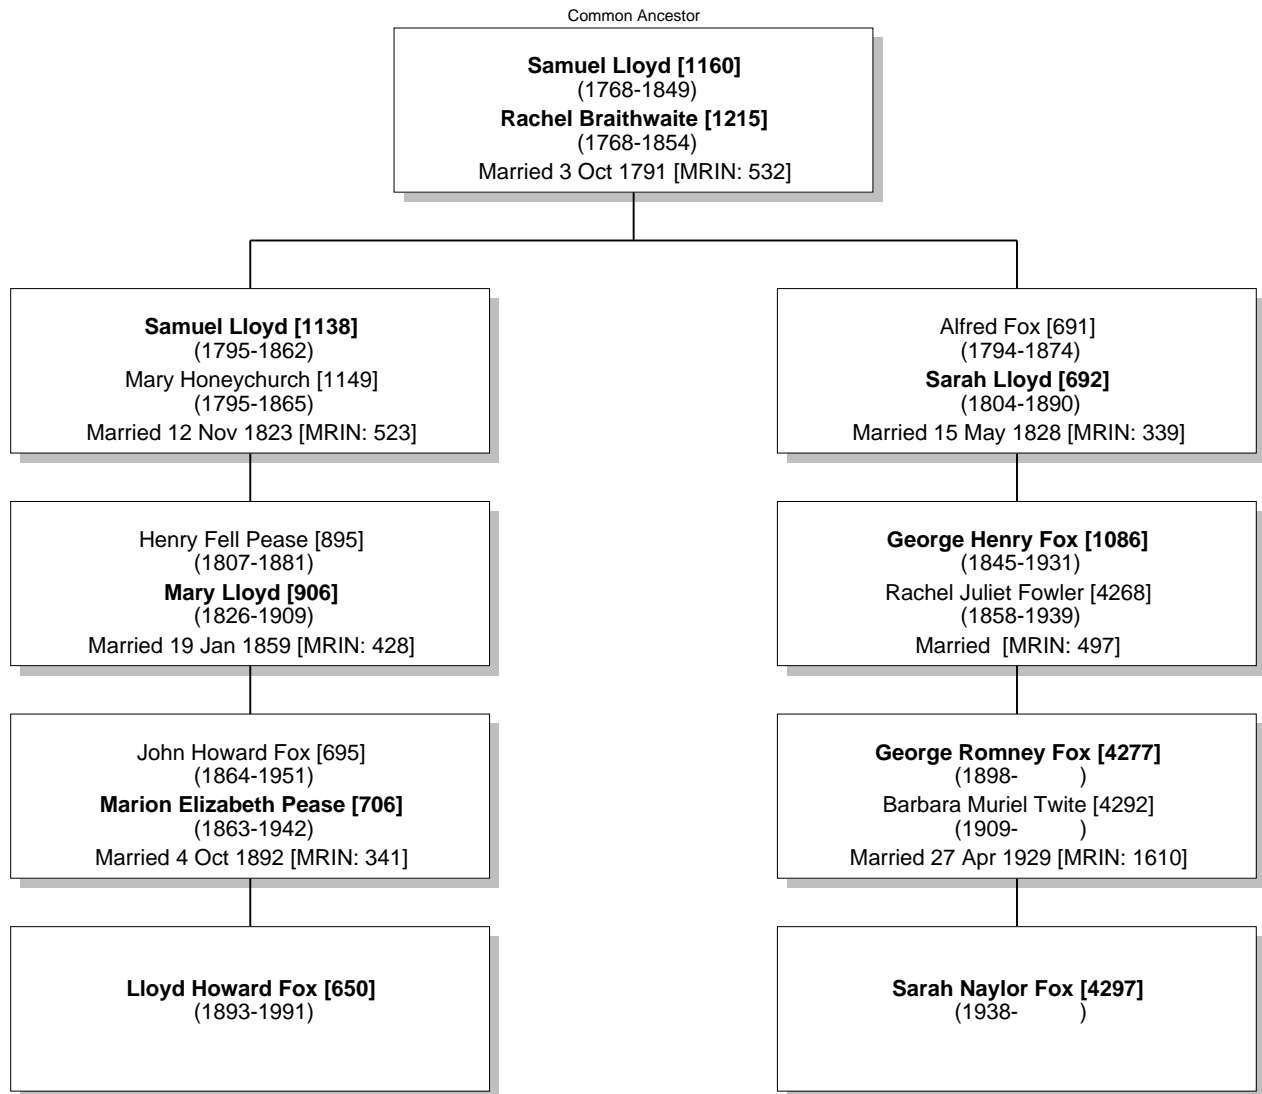 Common Ancestor
Samuel Lloyd [1160]
(1768-1849)
Rachel Braithwaite [1215]
(1768-1854)
Married 3 Oct 1791 [MRIN: 532]
Samuel Lloyd [1138]
(1795-1862)
Mary Honeychurch [1149]
(1795-1865)
Married 12 Nov 1823 [MRIN: 523]
Alfred Fox [691]
(1794-1874)
Sarah Lloyd [692]
(1804-1890)
Married 15 May 1828 [MRIN: 339]
Henry Fell Pease [895]
(1807-1881)
Mary Lloyd [906]
(1826-1909)
Married 19 Jan 1859 [MRIN: 428]
George Henry Fox [1086]
(1845-1931)
Rachel Juliet Fowler [4268]
(1858-1939)
Married  [MRIN: 497]
John Howard Fox [695]
(1864-1951)
Marion Elizabeth Pease [706]
(1863-1942)
Married 4 Oct 1892 [MRIN: 341]
George Romney Fox [4277]
(1898-          )
Barbara Muriel Twite [4292]
(1909-          )
Married 27 Apr 1929 [MRIN: 1610]
Lloyd Howard Fox [650]
(1893-1991)
Sarah Naylor Fox [4297]
(1938-          )